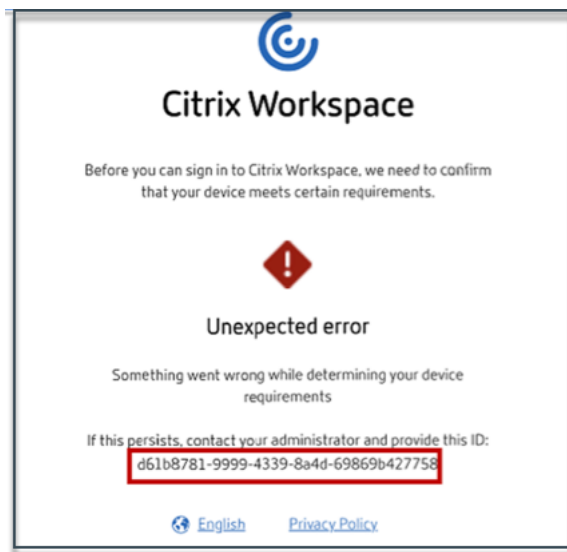 Citrix Workspace
Before you can sign in to Citrix Workspace, we need to confirm
that your device meets certain requirements.
Unexpected error
Something went wrong while determining your device
requirements
If this persists, contact your administrator and provide this ID:
d61b8781-9999-4339-8a4d-69869b427758
English Privacy Policy